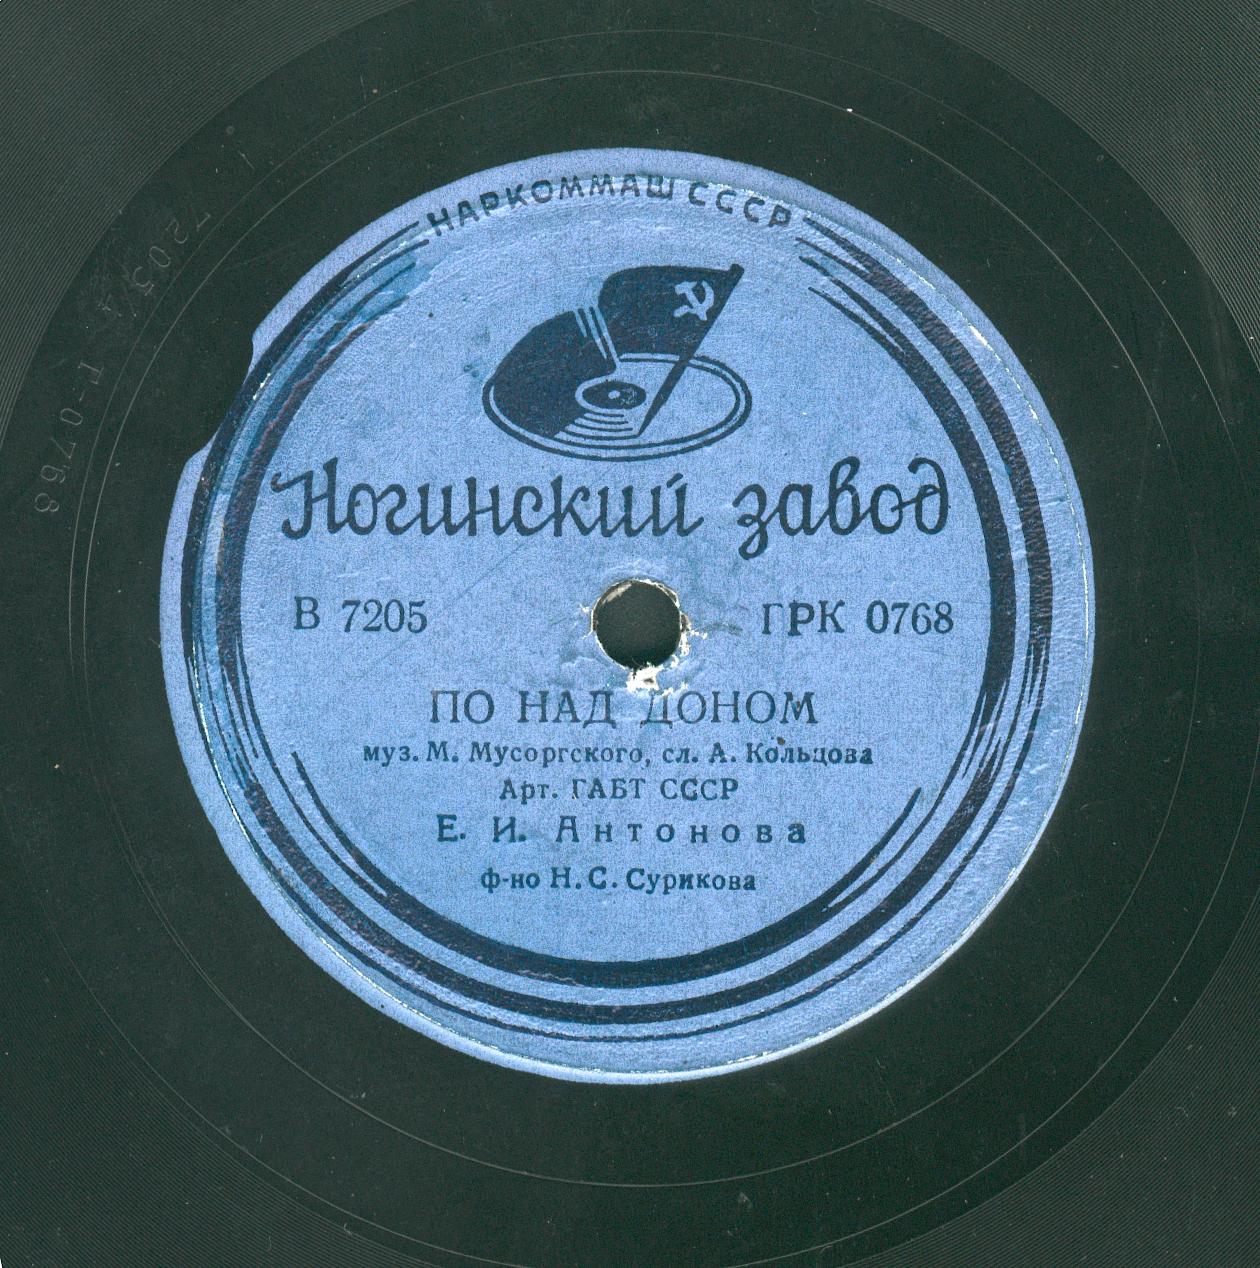 НАРКОММАШ СССР
Ногинский завод
В 7205 ГРК 0768
ПО НАД ДОНОМ
муз. М. Мусоргского, сл. А. Кольцова
Арт. ГАБТ СССР
Е. И. Антонова
ф-но Н. С. Сурикова
Г-0768